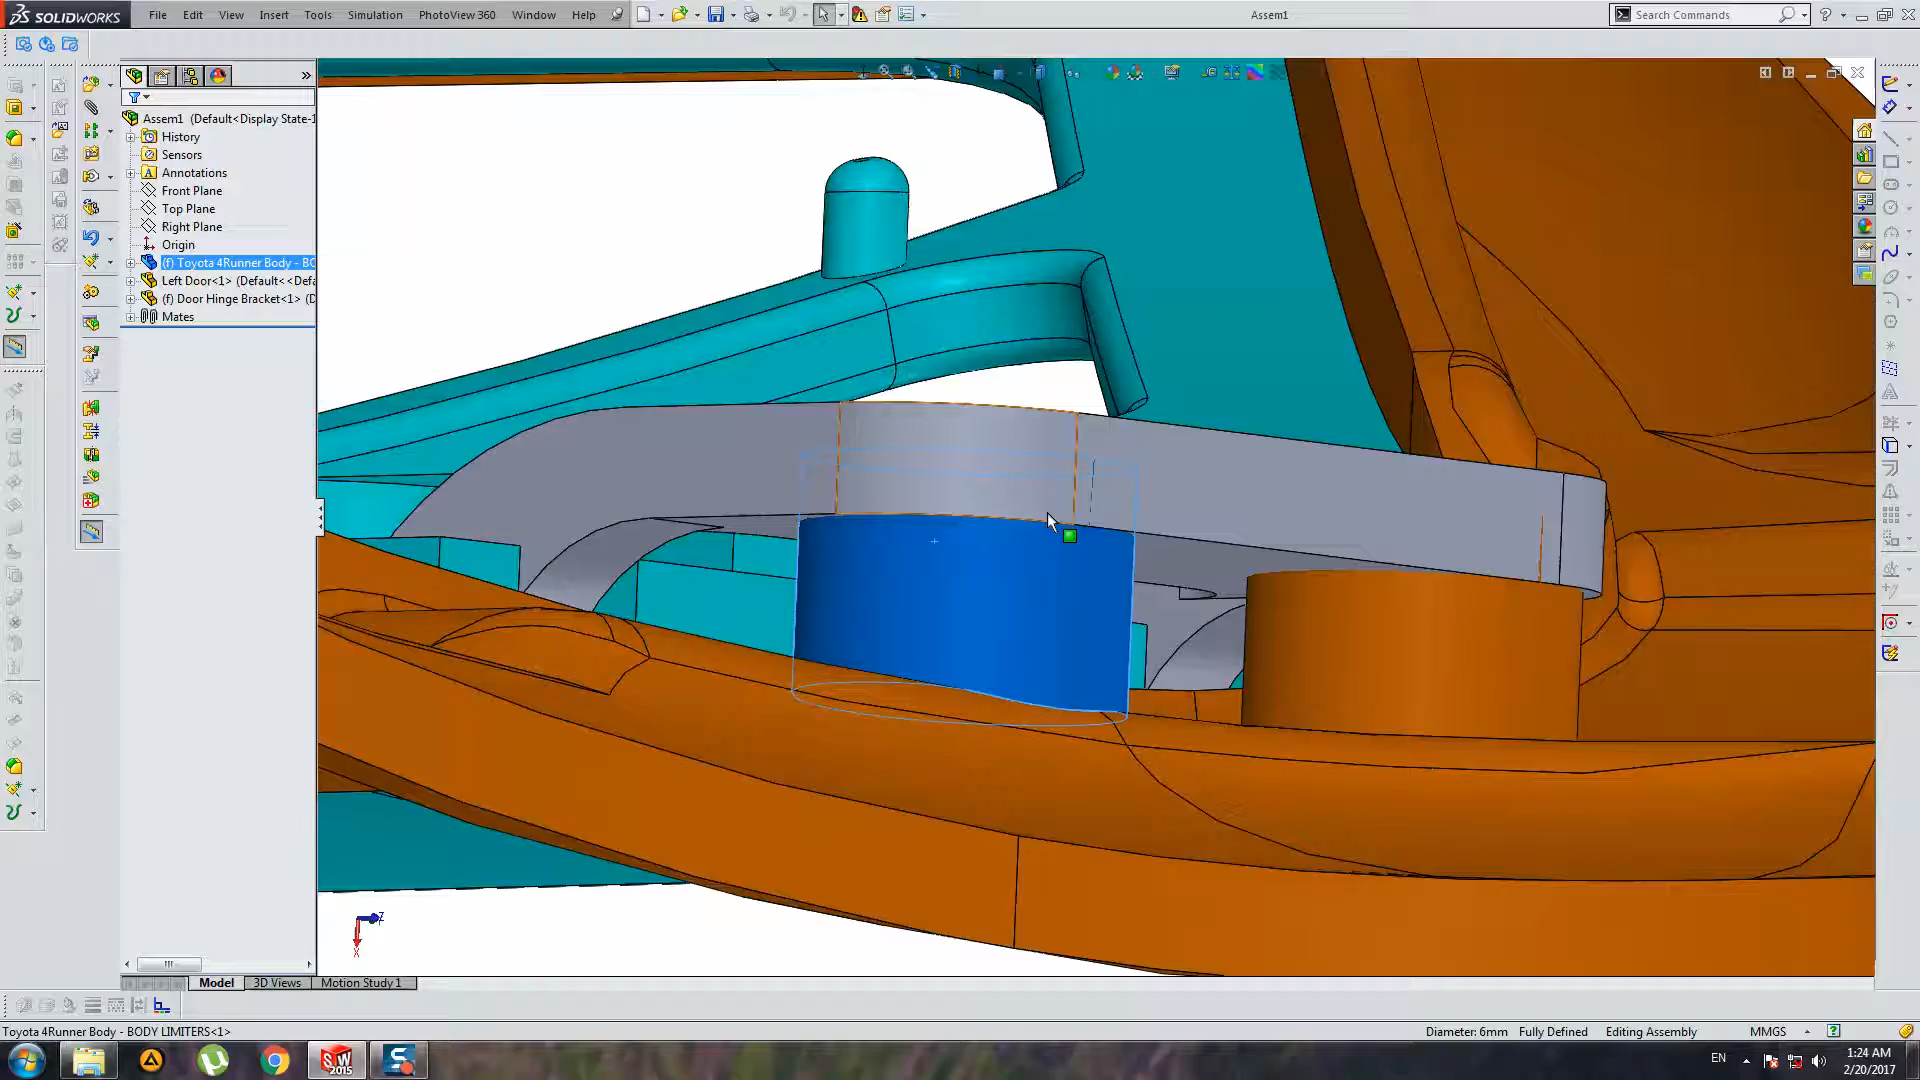 SOLIDWORKS File Edit View Insert Tools Simulation PhotoView 360 Window Help Assem1 Search Commands
Assem1 (Default<Display State-1
History
Sensors
Annotations
Front Plane
Top Plane
Right Plane
Origin
(f) Toyota 4Runner Body - BO
Left Door<1> (Default<<Defa
(f) Door Hinge Bracket<1> (D
Mates
Z
X
Model 3D Views Motion Study 1
Toyota 4Runner Body - BODY LIMITERS<1> Diameter: 6mm Fully Defined Editing Assembly MMGS
SW 2015 EN 1:24 AM
2/20/2017